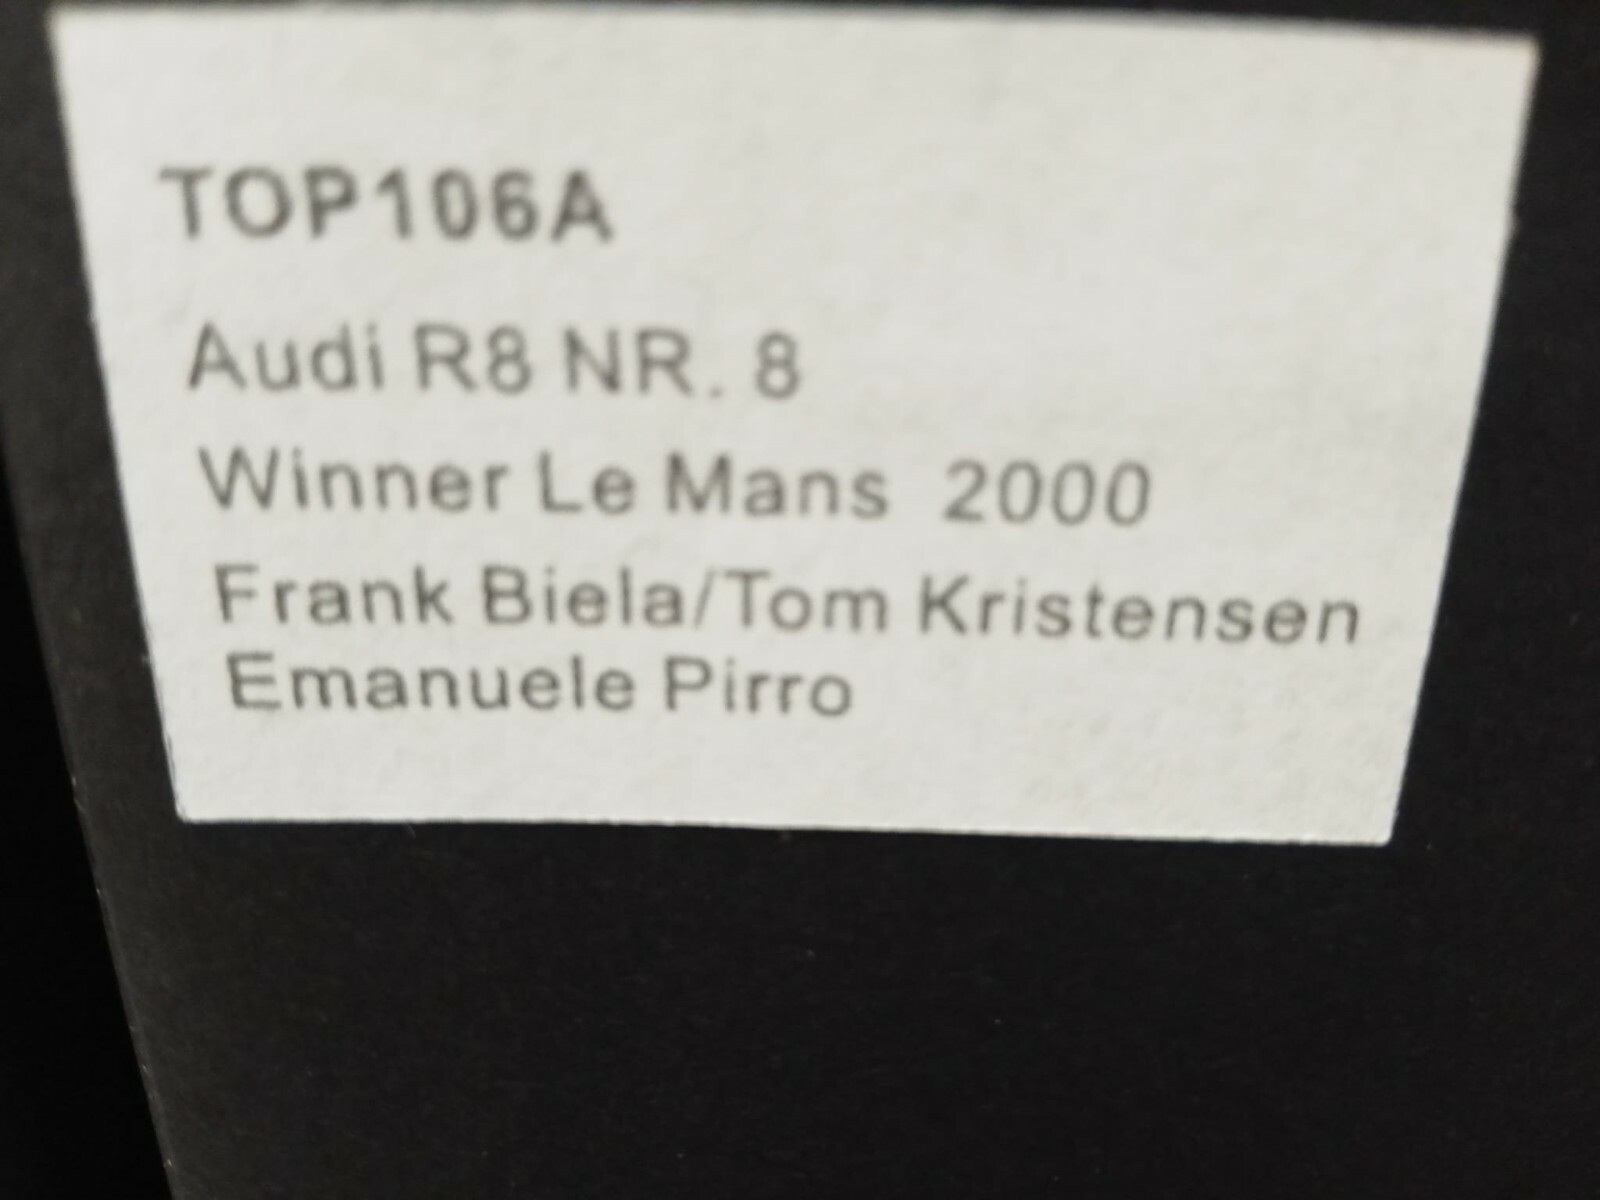 TOP106A
Audi R8 NR. 8
Winner Le Mans 2000
Frank Biela/Tom Kristensen
Emanuele Pirro